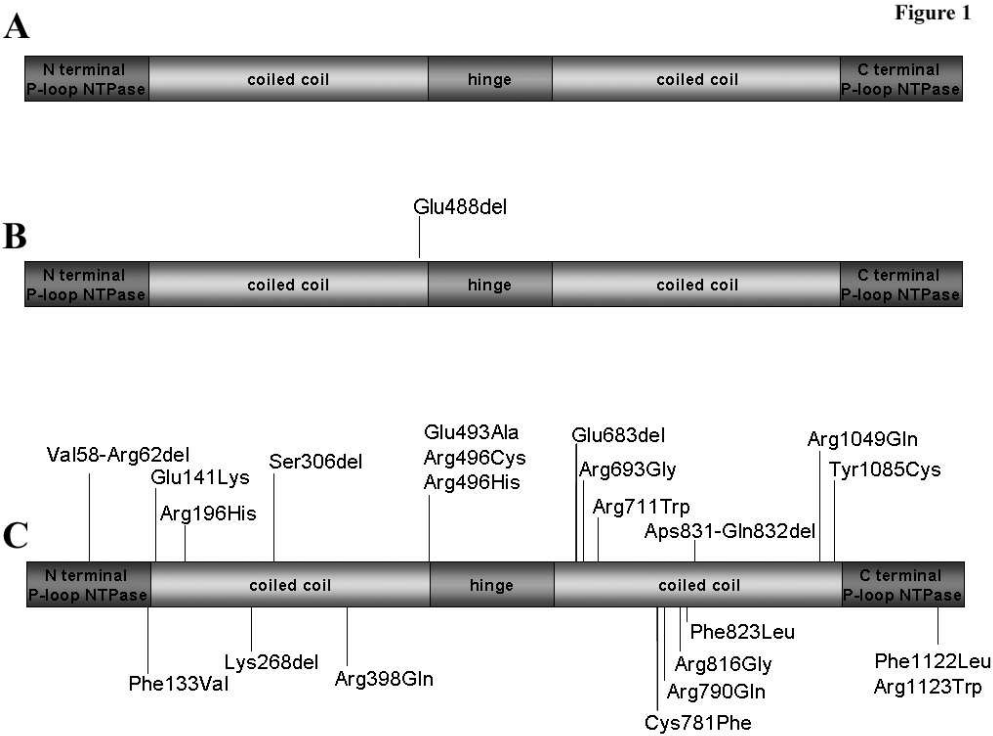 Figure 1
A
N terminal
P-loop NTPase
coiled coil
hinge
coiled coil
C terminal
P-loop NTPase
B
Glu488del
N terminal
P-loop NTPase
coiled coil
hinge
coiled coil
C terminal
P-loop NTPase
C
Val58-Arg62del
Glu141Lys
Arg196His
Ser306del
Glu493Ala
Arg496Cys
Arg496His
Glu683del
Arg693Gly
Arg711Trp
Aps831-Gln832del
Arg1049Gln
Tyr1085Cys
N terminal
P-loop NTPase
coiled coil
hinge
coiled coil
C terminal
P-loop NTPase
Phe133Val
Lys268del
Arg398Gln
Phe823Leu
Arg816Gly
Arg790Gln
Cys781Phe
Phe1122Leu
Arg1123Trp